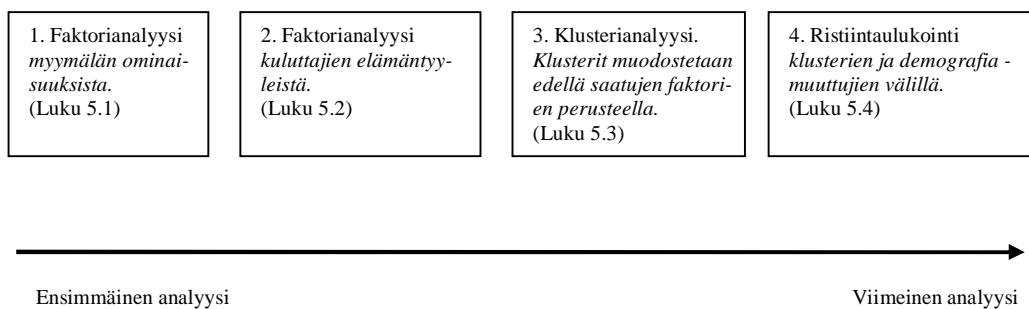 1. Faktorianalyysi
myymälän ominai-
suuksista.
(Luku 5.1)
2. Faktorianalyysi
kuluttajien elämäntyy-
leistä.
(Luku 5.2)
3. Klusterianalyysi.
Klusterit muodostetaan
edellä saatujen faktori-
en perusteella.
(Luku 5.3)
4. Ristiintaulukointi
klusterien ja demografia -
muuttujien välillä.
(Luku 5.4)
Ensimmäinen analyysi
Viimeinen analyysi